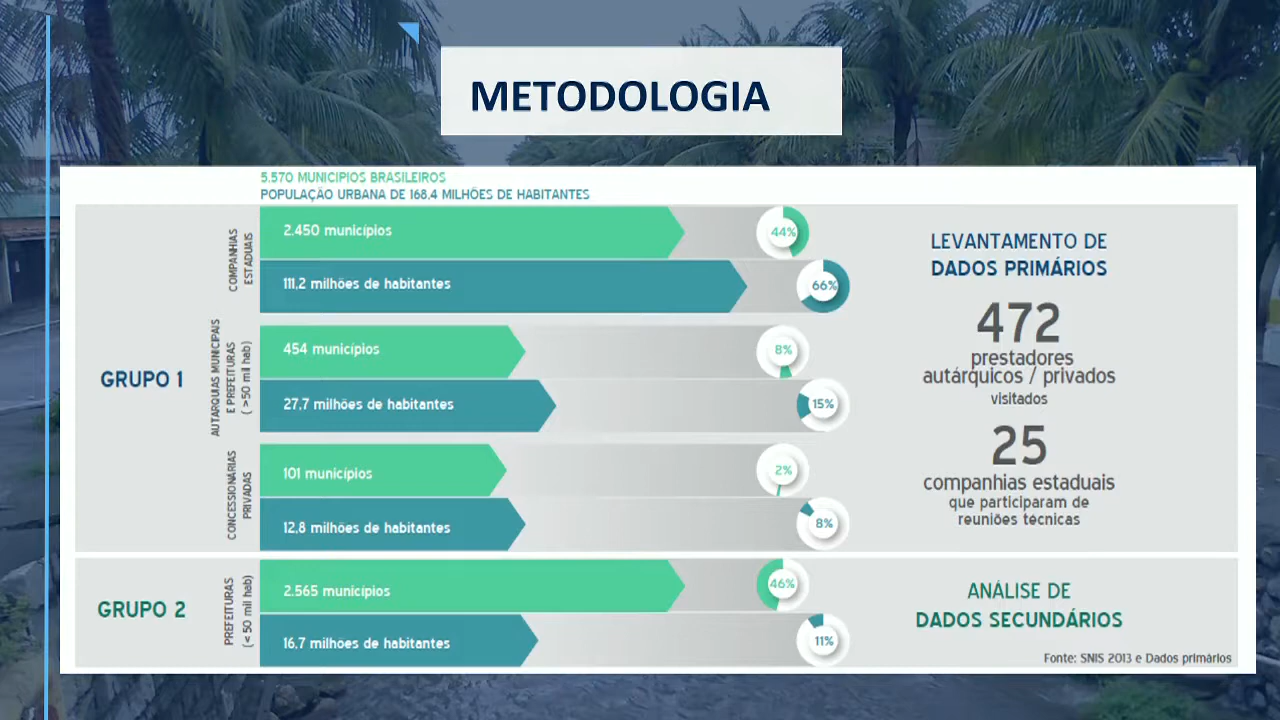 METODOLOGIA
5.570 MUNICIPIOS BRASILEIROS
POPULAÇÃO URBANA DE 168,4 MILHÕES DE HABITANTES
GRUPO 1
COMPANHIAS
ESTADUAIS
2.450 municípios
44%
111,2 milhões de habitantes
66%
AUTARQUIAS MUNICIPAIS
E PREFEITURAS
( >50 mil hab)
454 municípios
8%
27,7 milhões de habitantes
15%
CONCESSIONÁRIAS
PRIVADAS
101 municípios
2%
12,8 milhões de habitantes
8%
LEVANTAMENTO DE
DADOS PRIMÁRIOS
472
prestadores
autárquicos / privados
visitados
25
companhias estaduais
que participaram de
reuniões técnicas
GRUPO 2
PREFEITURAS
(< 50 mil hab)
2.565 municípios
46%
16,7 milhões de habitantes
11%
ANÁLISE DE
DADOS SECUNDÁRIOS
Fonte: SNIS 2013 e Dados primários